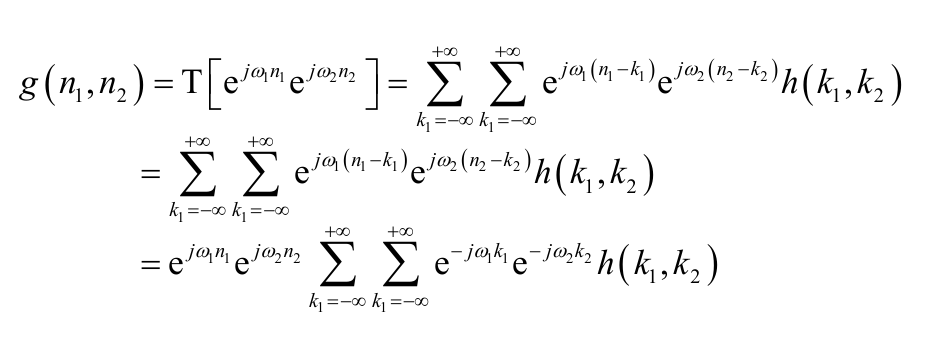 g(n₁,n₂) = T[e^{jω₁n₁}e^{jω₂n₂}] = ∑_{k₁=−∞}^{+∞} ∑_{k₁=−∞}^{+∞} e^{jω₁(n₁−k₁)}e^{jω₂(n₂−k₂)}h(k₁,k₂)
= ∑_{k₁=−∞}^{+∞} ∑_{k₁=−∞}^{+∞} e^{jω₁(n₁−k₁)}e^{jω₂(n₂−k₂)}h(k₁,k₂)
= e^{jω₁n₁}e^{jω₂n₂} ∑_{k₁=−∞}^{+∞} ∑_{k₁=−∞}^{+∞} e^{−jω₁k₁}e^{−jω₂k₂}h(k₁,k₂)